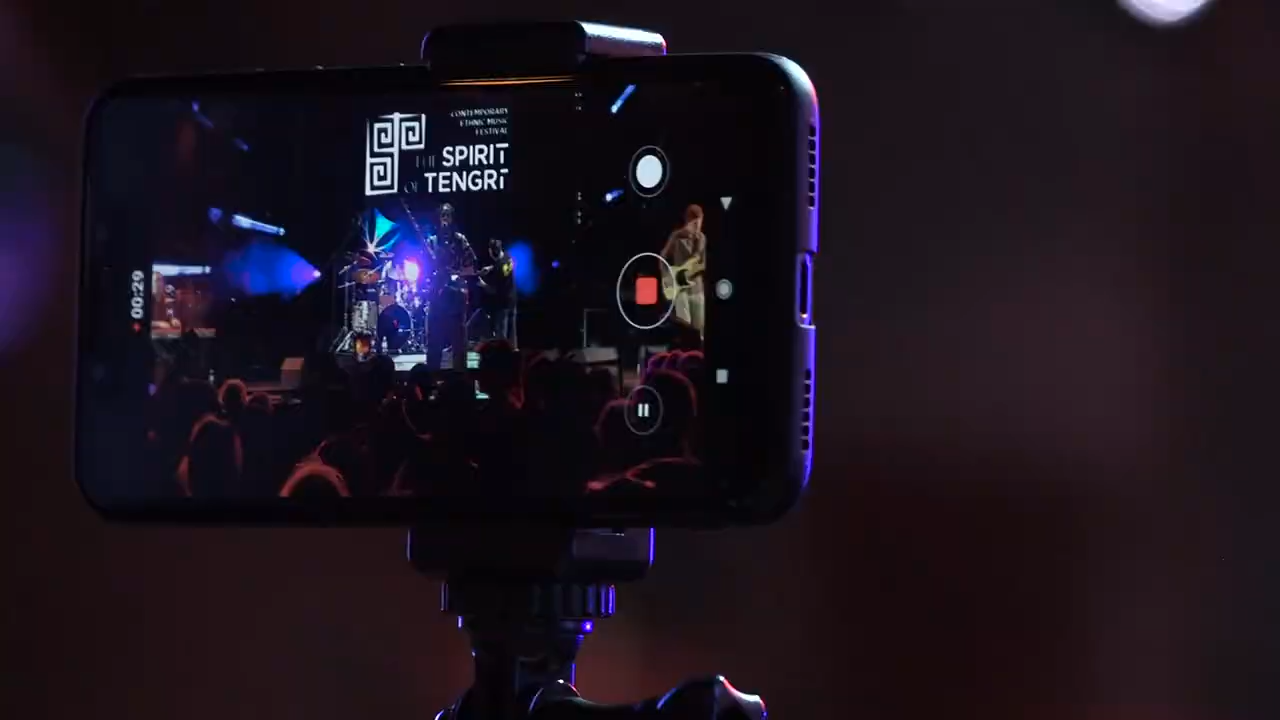 CONTEMPORARY
ETHNIC MUSIC
FESTIVAL
THE SPIRIT
OF TENGRI
00:29